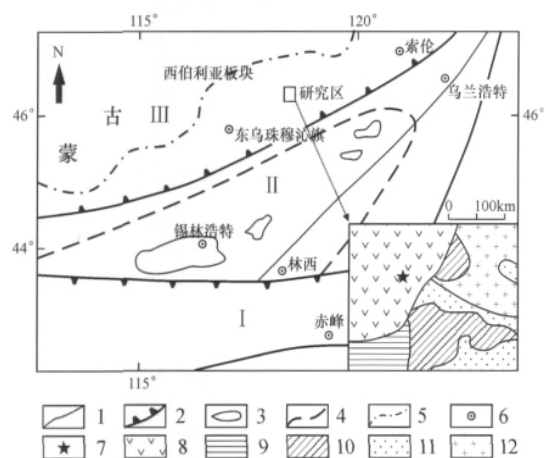 115°
120°
N
索伦
西伯利亚板块
46°
研究区
乌兰浩特
46°
古 III
蒙
东乌珠穆沁旗
II
0 100km
锡林浩特
44°
林西
I
赤峰
115°
1 2 3 4 5 6
7 8 9 10 11 12